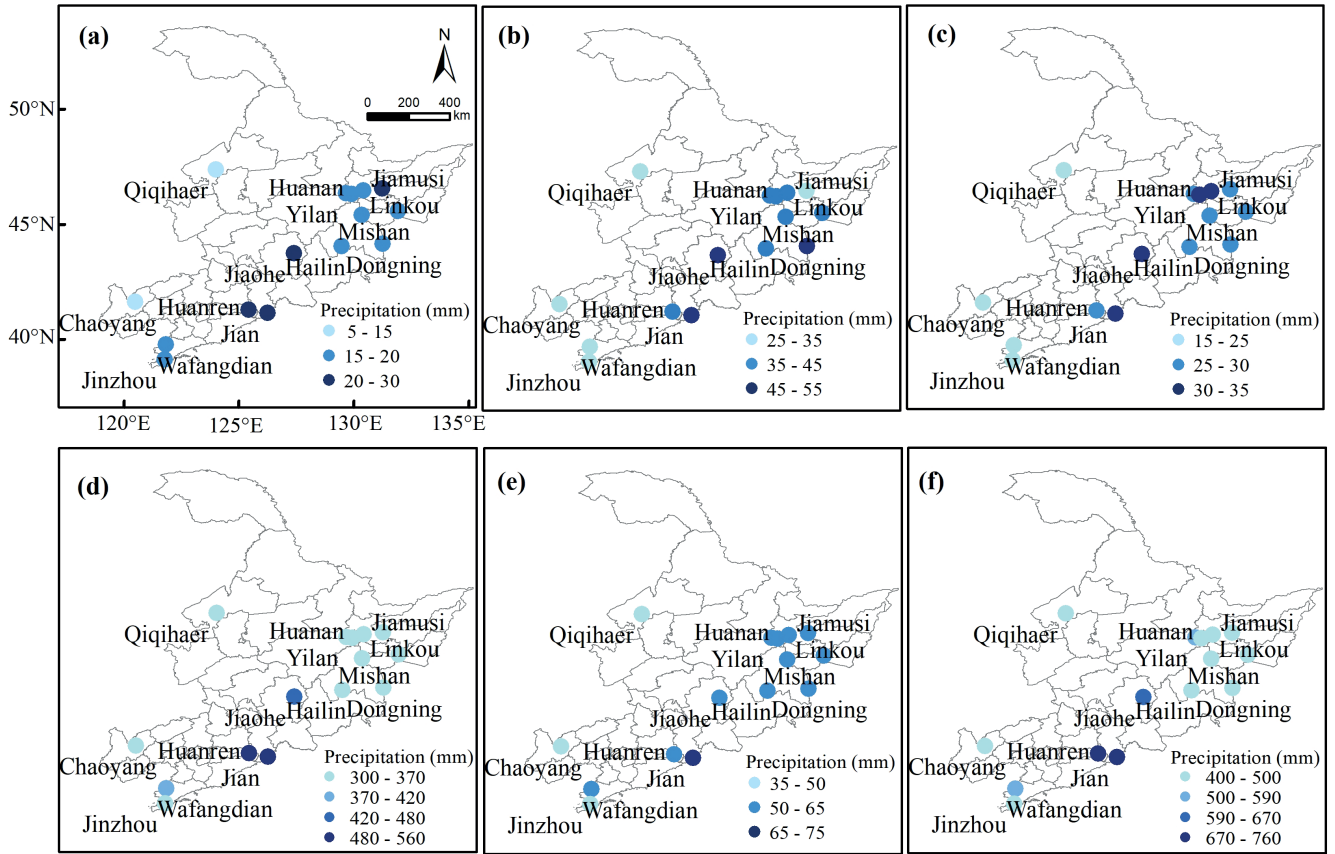 (a)
N
0 200 400
km
50°N
45°N
40°N
Qiqihaer
Huanan
Jiamusi
Yilan
Linkou
Mishan
Jiaohe
Hailin
Dongning
Chaoyang
Huanren
Jian
Wafangdian
Jinzhou
Precipitation (mm)
5 - 15
15 - 20
20 - 30
120°E 125°E 130°E 135°E
(b)
Qiqihaer
Huanan
Jiamusi
Yilan
Linkou
Mishan
Jiaohe
Hailin
Dongning
Chaoyang
Huanren
Jian
Wafangdian
Jinzhou
Precipitation (mm)
25 - 35
35 - 45
45 - 55
(c)
Qiqihaer
Huanan
Jiamusi
Yilan
Linkou
Mishan
Jiaohe
Hailin
Dongning
Chaoyang
Huanren
Jian
Wafangdian
Jinzhou
Precipitation (mm)
15 - 25
25 - 30
30 - 35
(d)
Qiqihaer
Huanan
Jiamusi
Yilan
Linkou
Mishan
Jiaohe
Hailin
Dongning
Chaoyang
Huanren
Jian
Wafangdian
Jinzhou
Precipitation (mm)
300 - 370
370 - 420
420 - 480
480 - 560
(e)
Qiqihaer
Huanan
Jiamusi
Yilan
Linkou
Mishan
Jiaohe
Hailin
Dongning
Chaoyang
Huanren
Jian
Wafangdian
Jinzhou
Precipitation (mm)
35 - 50
50 - 65
65 - 75
(f)
Qiqihaer
Huanan
Jiamusi
Yilan
Linkou
Mishan
Jiaohe
Hailin
Dongning
Chaoyang
Huanren
Jian
Wafangdian
Jinzhou
Precipitation (mm)
400 - 500
500 - 590
590 - 670
670 - 760